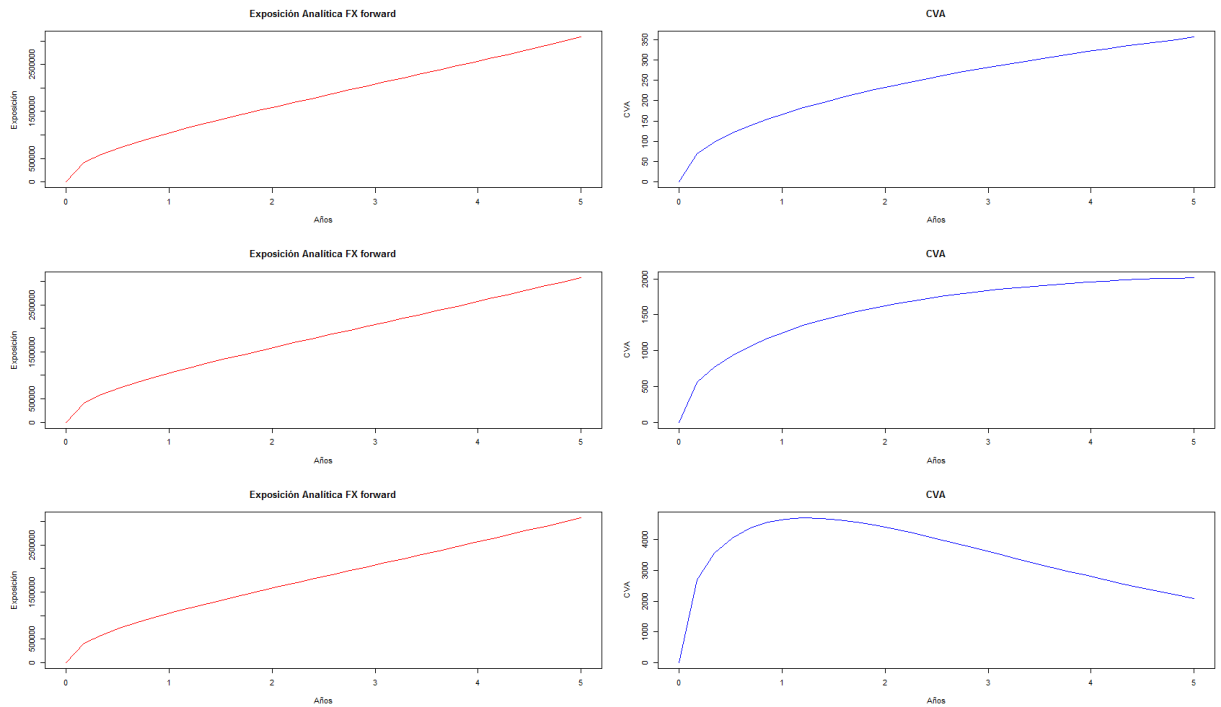 Exposición Analítica FX forward
Exposición
0 500000 1500000 2500000
0 1 2 3 4 5
Años
CVA
CVA
0 50 100 150 200 250 300 350
0 1 2 3 4 5
Años
Exposición Analítica FX forward
Exposición
0 500000 1500000 2500000
0 1 2 3 4 5
Años
CVA
CVA
0 500 1000 1500 2000
0 1 2 3 4 5
Años
Exposición Analítica FX forward
Exposición
0 500000 1500000 2500000
0 1 2 3 4 5
Años
CVA
CVA
0 1000 2000 3000 4000
0 1 2 3 4 5
Años